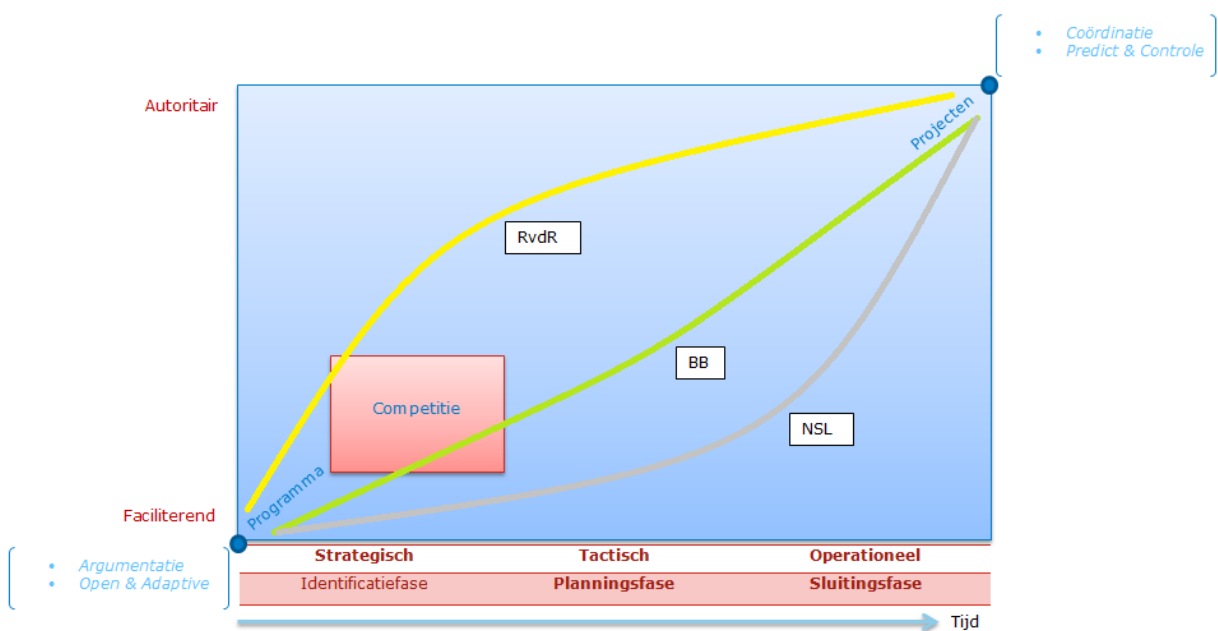 • Coördinatie
• Predict & Controle
Autoritair
Projecten
RvdR
BB
Competitie
NSL
Programma
Faciliterend
Strategisch Tactisch Operationeel
• Argumentatie
• Open & Adaptive
Identificatiefase Planningsfase Sluitingsfase
Tijd